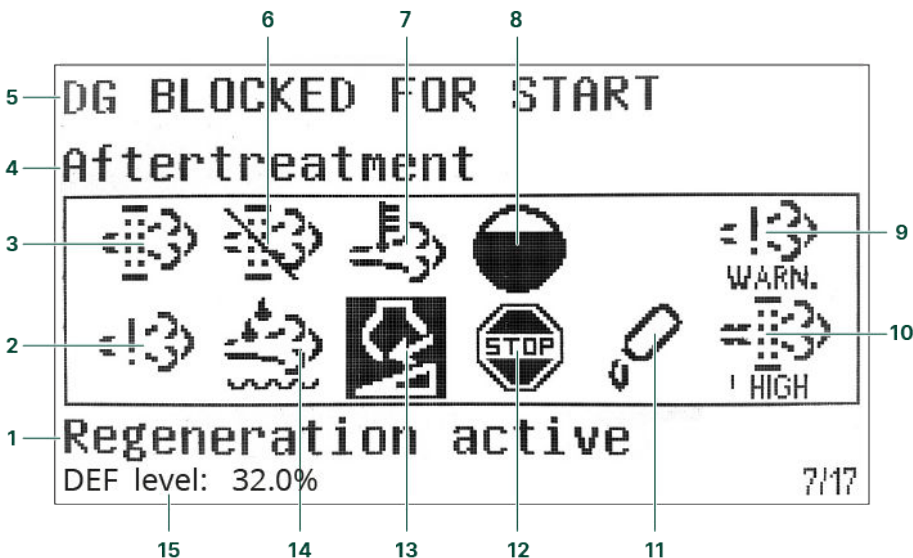 6 7 8
5 DG BLOCKED FOR START
4 Aftertreatment
3 9
WARN.
2 STOP 10
! HIGH
1 Regeneration active
DEF level: 32.0% 7/17
15 14 13 12 11